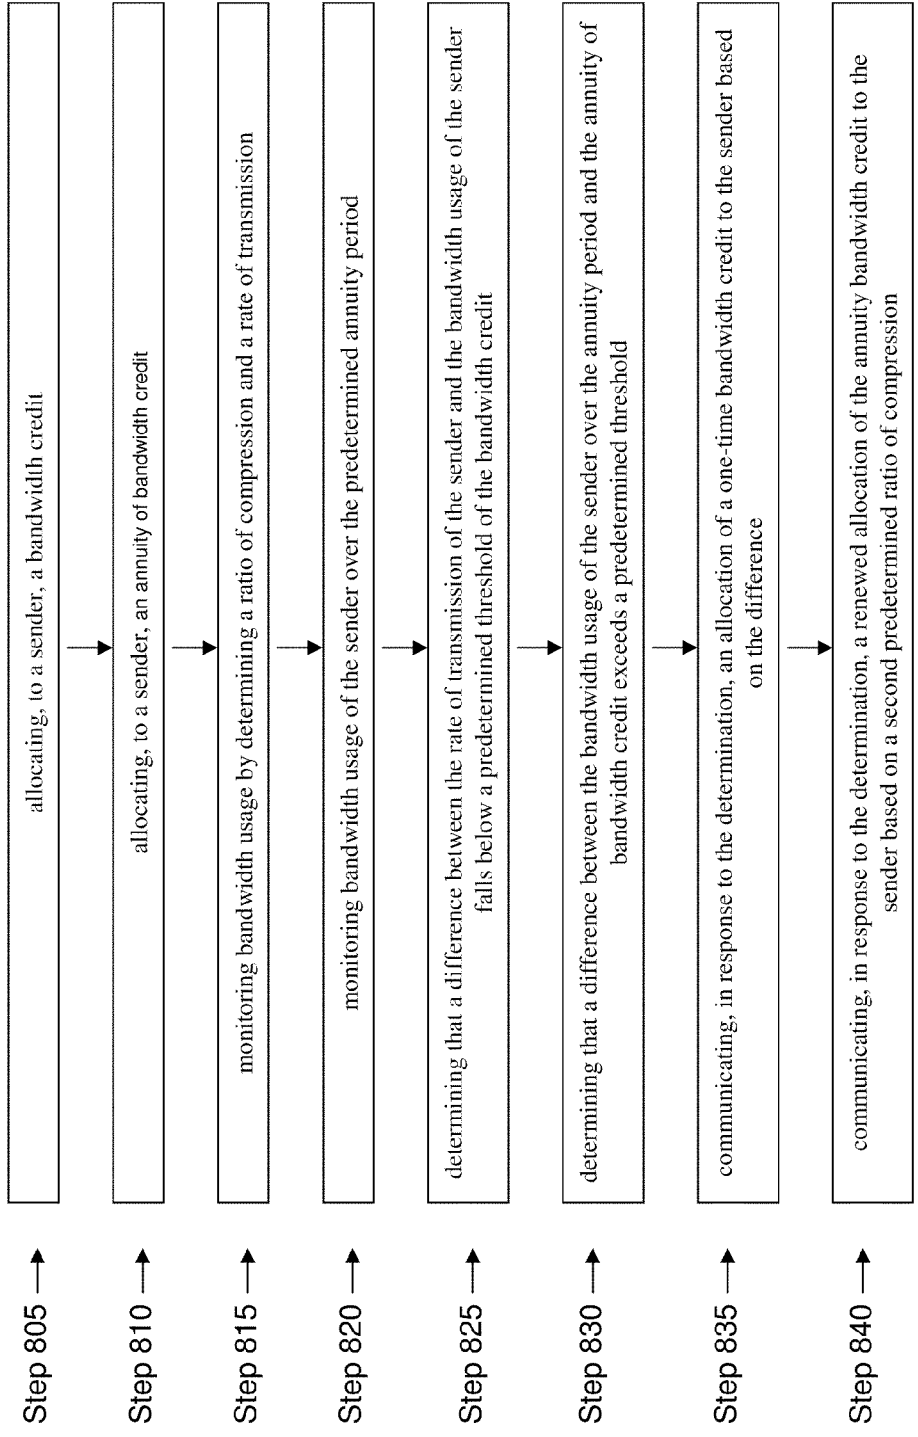 Step 805
allocating, to a sender, a bandwidth credit
Step 810
allocating, to a sender, an annuity of bandwidth credit
Step 815
monitoring bandwidth usage by determining a ratio of compression and a rate of transmission
Step 820
monitoring bandwidth usage of the sender over the predetermined annuity period
Step 825
determining that a difference between the rate of transmission of the sender and the bandwidth usage of the sender
falls below a predetermined threshold of the bandwidth credit
Step 830
determining that a difference between the bandwidth usage of the sender over the annuity period and the annuity of
bandwidth credit exceeds a predetermined threshold
Step 835
communicating, in response to the determination, an allocation of a one-time bandwidth credit to the sender based
on the difference
Step 840
communicating, in response to the determination, a renewed allocation of the annuity bandwidth credit to the
sender based on a second predetermined ratio of compression